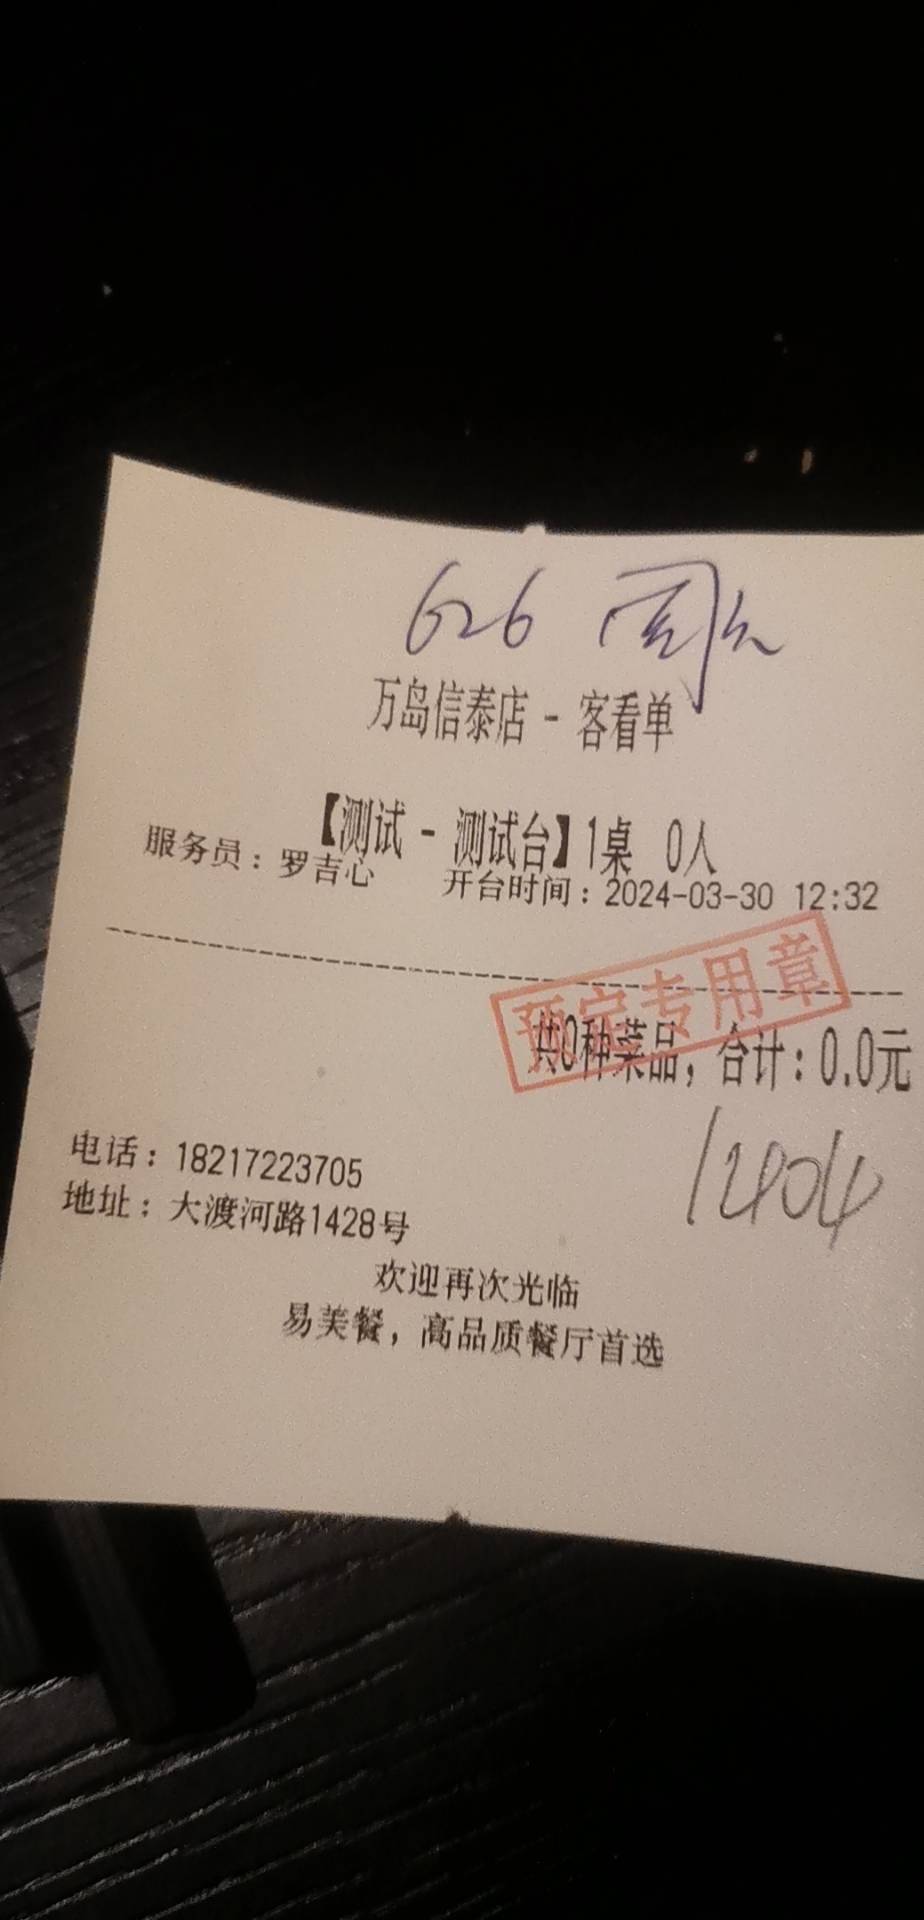 626 周
万岛信泰店 - 客看单
【测试 - 测试台】1桌 0人
服务员：罗吉心 开台时间：2024-03-30 12:32
预定专用章
共0种菜品，合计：0.0元
1404
电话：18217223705
地址：大渡河路1428号
欢迎再次光临
易美餐，高品质餐厅首选